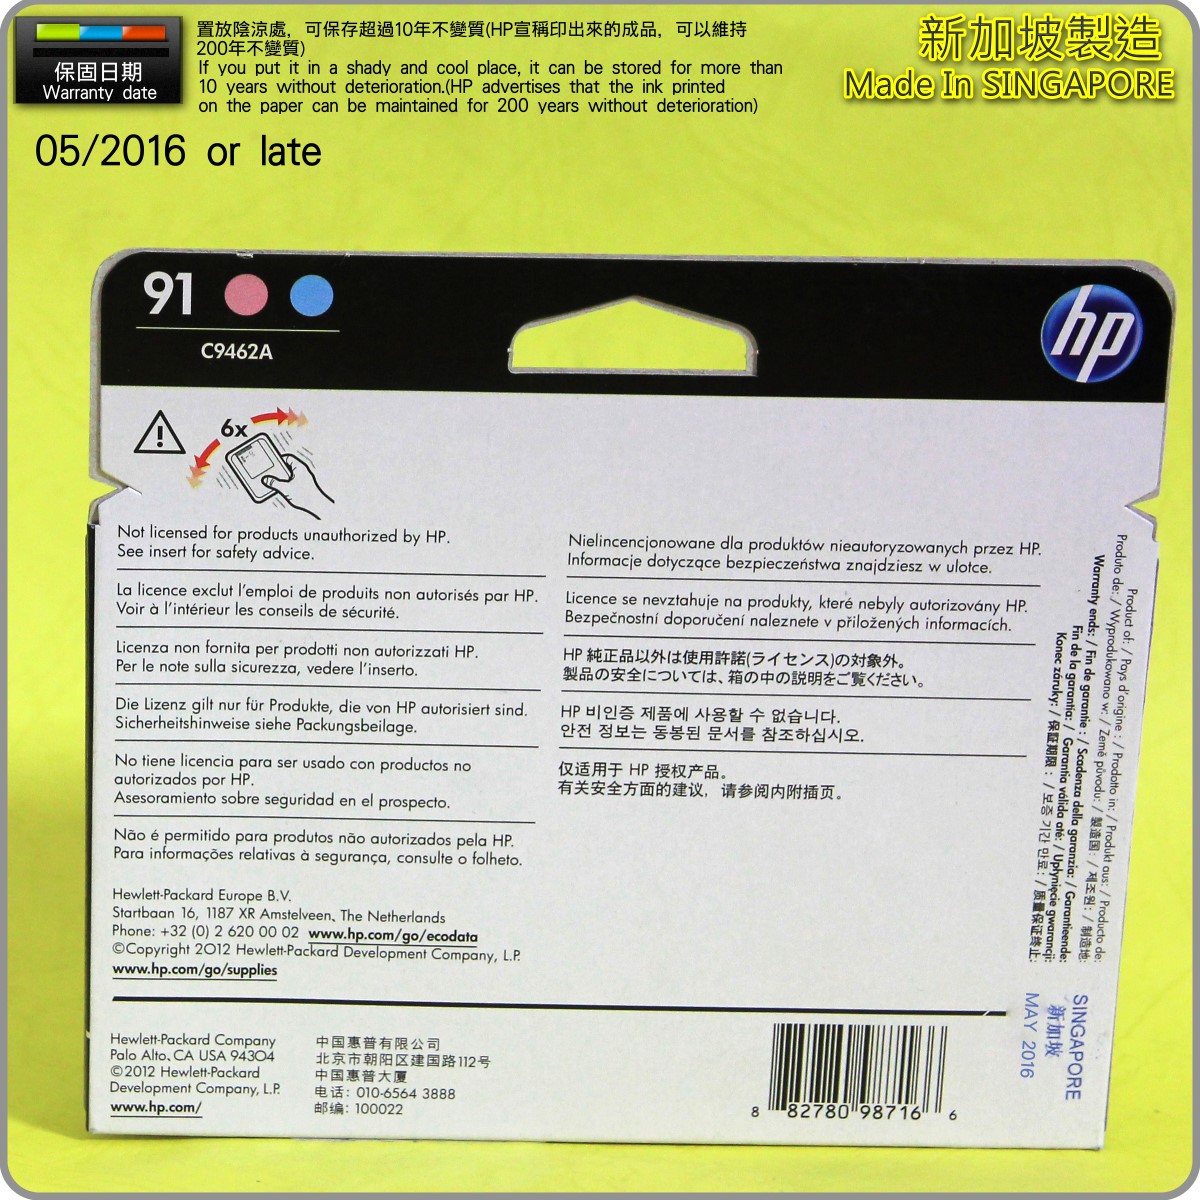 保固日期
Warranty date
置放陰涼處，可保存超過10年不變質(HP宣稱印出來的成品，可以維持
200年不變質)
If you put it in a shady and cool place, it can be stored for more than
10 years without deterioration.(HP advertises that the ink printed
on the paper can be maintained for 200 years without deterioration)
新加坡製造
Made In SINGAPORE
05/2016 or late
91
C9462A
hp
6x
Not licensed for products unauthorized by HP.
See insert for safety advice.
La licence exclut l'emploi de produits non autorisés par HP.
Voir à l'intérieur les conseils de sécurité.
Licenza non fornita per prodotti non autorizzati HP.
Per le note sulla sicurezza, vedere l'inserto.
Die Lizenz gilt nur für Produkte, die von HP autorisiert sind.
Sicherheitshinweise siehe Packungsbeilage.
No tiene licencia para ser usado con productos no
autorizados por HP.
Asesoramiento sobre seguridad en el prospecto.
Não é permitido para produtos não autorizados pela HP.
Para informações relativas à segurança, consulte o folheto.
Hewlett-Packard Europe B.V.
Startbaan 16, 1187 XR Amstelveen, The Netherlands
Phone: +32 (0) 2 620 00 02 www.hp.com/go/ecodata
©Copyright 2012 Hewlett-Packard Development Company, L.P.
www.hp.com/go/supplies
Nielincencjonowane dla produktów nieautoryzowanych przez HP.
Informacje dotyczące bezpieczeństwa znajdziesz w ulotce.
Licence se nevztahuje na produkty, které nebyly autorizovány HP.
Bezpečnostní doporučení naleznete v přiložených informacích.
HP 純正品以外は使用許諾(ライセンス)の対象外。
製品の安全については、箱の中の説明をご覧ください。
HP 비인증 제품에 사용할 수 없습니다.
안전 정보는 동봉된 문서를 참조하십시오.
仅适用于 HP 授权产品。
有关安全方面的建议，请参阅内附插页。
Product of: / Pays d'origine : / Prodotto in: / Produkt aus: / Producto de:
Produto de: / Wyprodukowano w: / Země původu: / 製造国: / 제조원: / 制造地:
Warranty ends: / Fin de garantie : / Scadenza della garanzia: / Garantieende:
Fin de la garantía: / Garantia válida até: / Upłynięcie gwarancji:
Konec záruky: / 保証期限 : / 보증 기간 만료: / 质量保证终止:
SINGAPORE
新加坡
MAY 2016
Hewlett-Packard Company
Palo Alto, CA USA 94304
©2012 Hewlett-Packard
Development Company, L.P.
www.hp.com/
中国惠普有限公司
北京市朝阳区建国路112号
中国惠普大厦
电话: 010-6564 3888
邮编: 100022
8 82780 98716 6